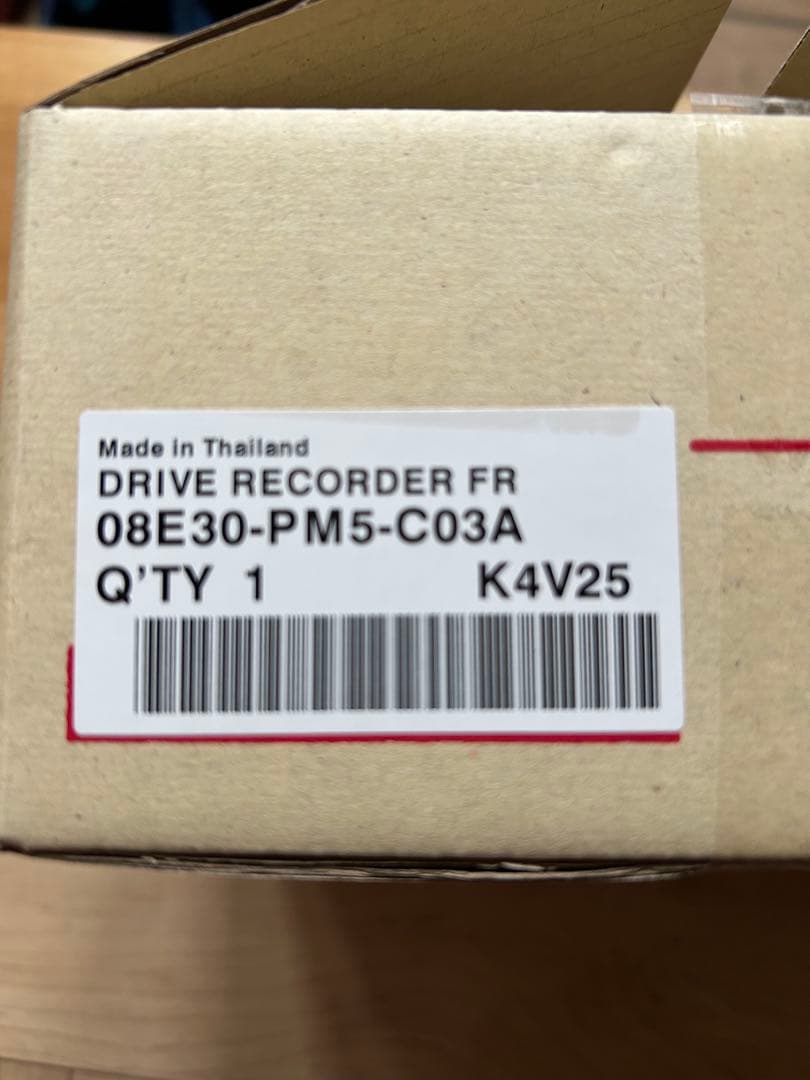 Made in Thailand
DRIVE RECORDER FR
08E30-PM5-C03A
Q'TY 1 K4V25